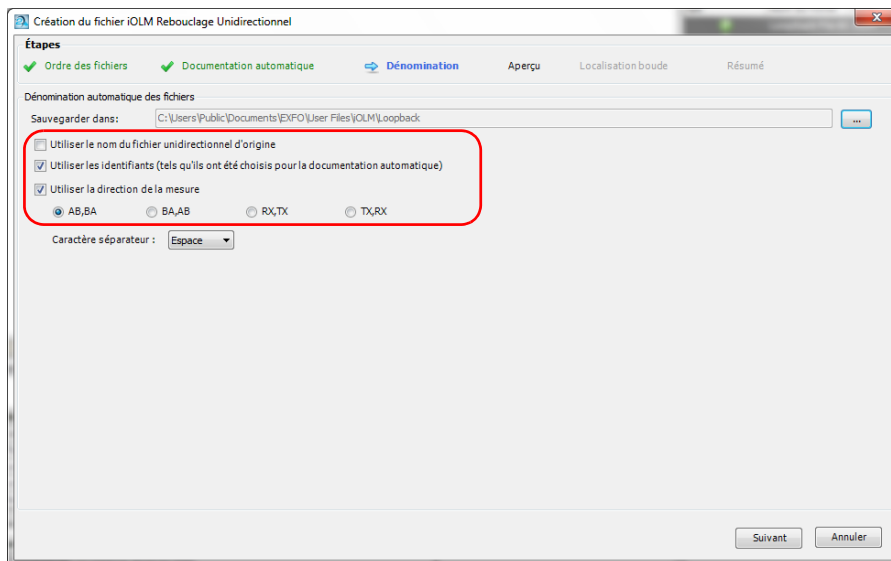 Création du fichier iOLM Rebouclage Unidirectionnel
Étapes
Ordre des fichiers Documentation automatique Dénomination Aperçu Localisation boude Résumé
Dénomination automatique des fichiers
Sauvegarder dans: C:\Users\Public\Documents\EXFO\User Files\iOLM\Loopback ...
Utiliser le nom du fichier unidirectionnel d'origine
Utiliser les identifiants (tels qu'ils ont été choisis pour la documentation automatique)
Utiliser la direction de la mesure
AB,BA BA,AB RX,TX TX,RX
Caractère séparateur : Espace
Suivant Annuler